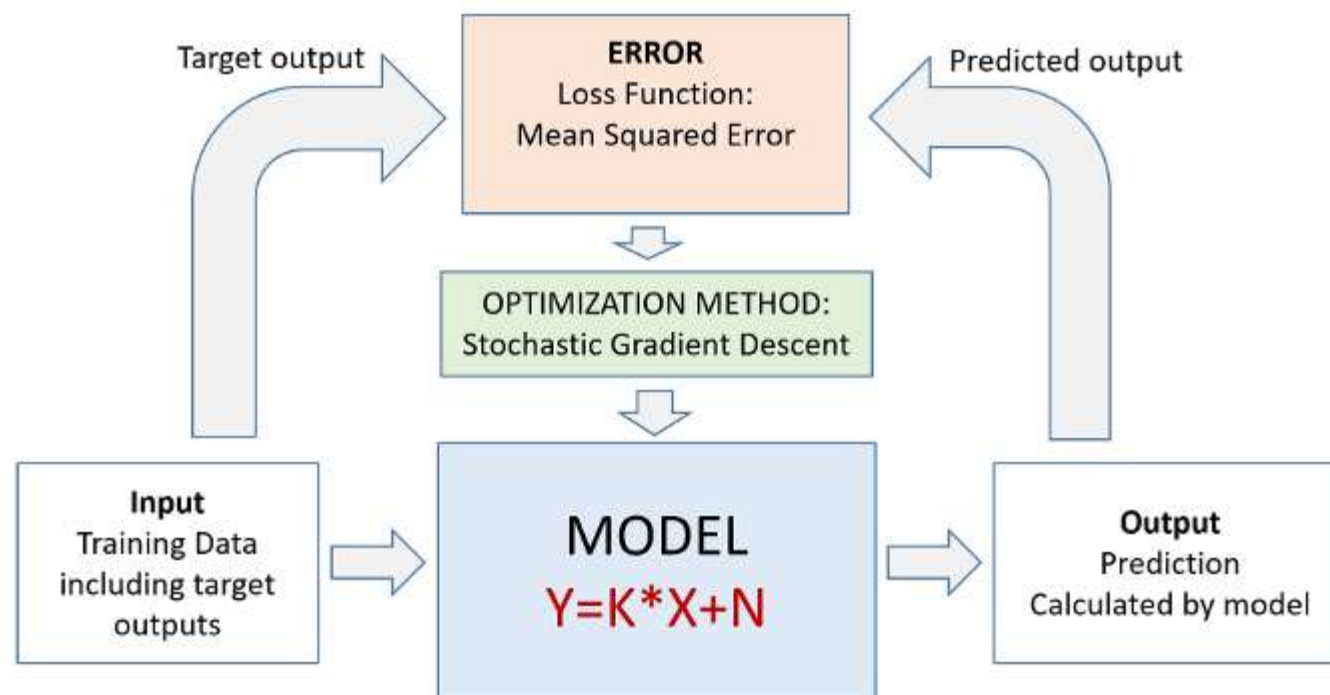 Target output
ERROR
Loss Function:
Mean Squared Error
Predicted output
OPTIMIZATION METHOD:
Stochastic Gradient Descent
Input
Training Data
including target
outputs
MODEL
Y=K*X+N
Output
Prediction
Calculated by model